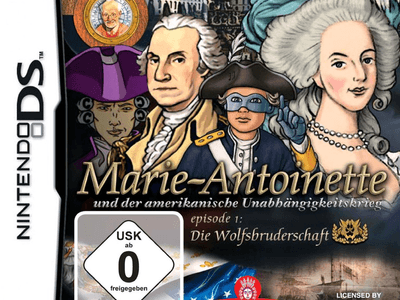 NINTENDO DS
Marie-Antoinette
und der amerikanische Unabhängigkeitskrieg
episode 1:
Die Wolfsbruderschaft
USK
ab
0
freigegeben
LICENSED BY